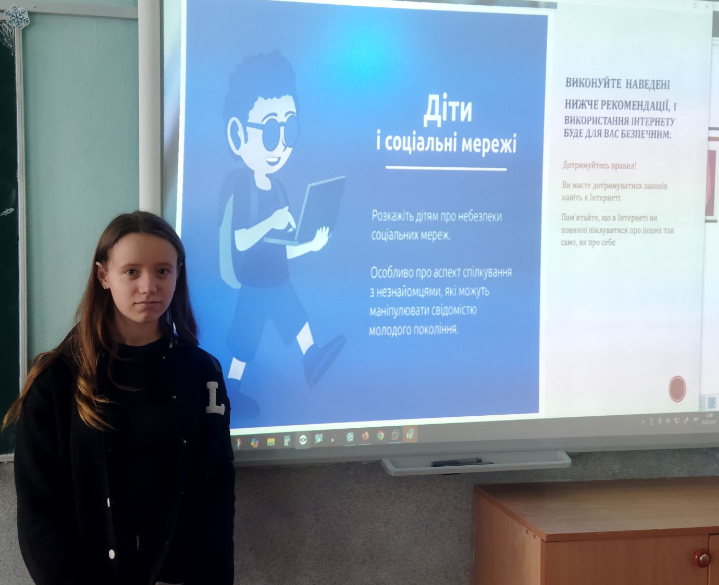 Діти
і соціальні мережі
Розкажіть дітям про небезпеки
соціальних мереж.
Особливо про аспект спілкування
з незнайомцями, які можуть
маніпулювати свідомістю
молодого покоління.
ВИКОНУЙТЕ НАВЕДЕНІ
НИЖЧЕ РЕКОМЕНДАЦІЇ, І
ВИКОРИСТАННЯ ІНТЕРНЕТУ
БУДЕ ДЛЯ ВАС БЕЗПЕЧНИМ:
Дотримуйтесь правил!
Ви маєте дотримуватися законів
навіть в Інтернеті.
Пам'ятайте, що в Інтернеті ви
повинні піклуватися про інших так
само, як про себе.
L